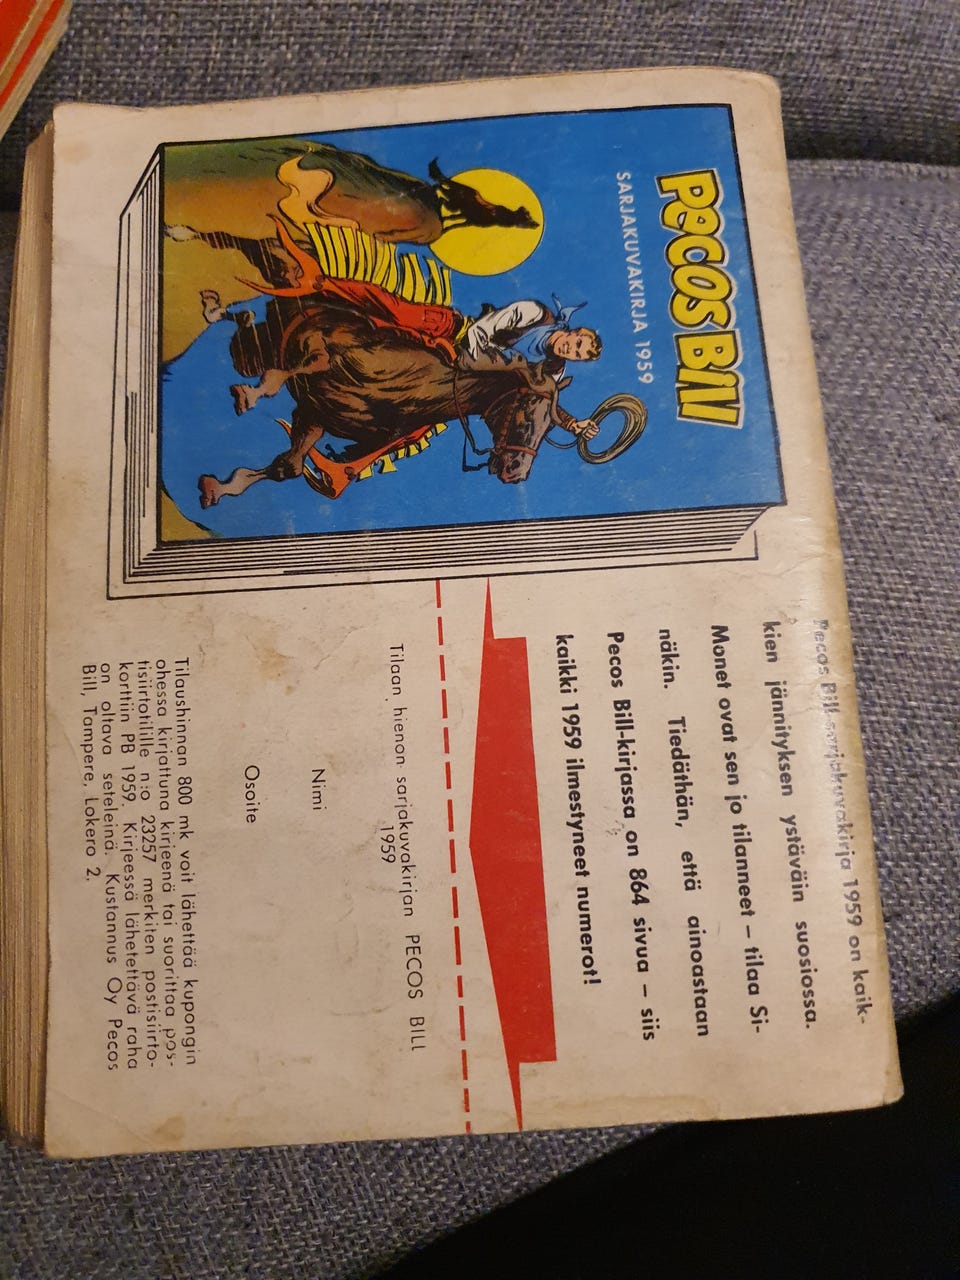 PECOS BILL
SARJAKUVAKIRJA 1959
Pecos Bill-sarjakuvakirja 1959 on kaik-
kien jännityksen ystäväin suosiossa.
Monet ovat sen jo tilanneet – tilaa Si-
näkin. Tiedäthän, että ainoastaan
Pecos Bill-kirjassa on 864 sivua – siis
kaikki 1959 ilmestyneet numerot!
Tilaan hienon sarjakuvakirjan PECOS BILL
1959
Nimi
Osoite
Tilaushinnan 800 mk voit lähettää kupongin
ohessa kirjattuna kirjeenä tai suorittaa pos-
tisiirtotilille n:o 23257 merkiten postisiirto-
korttiin PB 1959. Kirjeessä lähetettävä raha
on oltava seteleinä. Kustannus Oy Pecos
Bill, Tampere, Lokero 2.